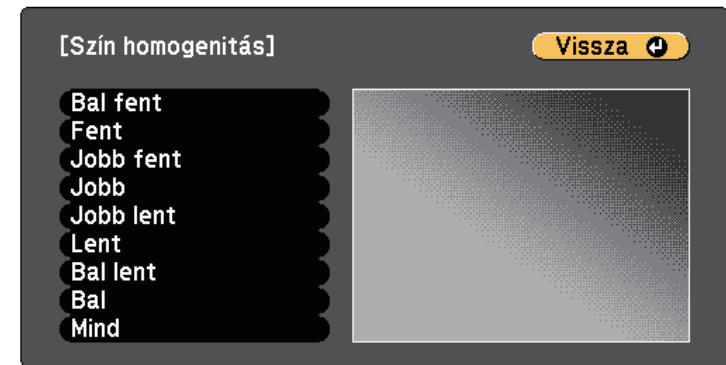 [Szín homogenitás]
Vissza
Bal fent
Fent
Jobb fent
Jobb
Jobb lent
Lent
Bal lent
Bal
Mind